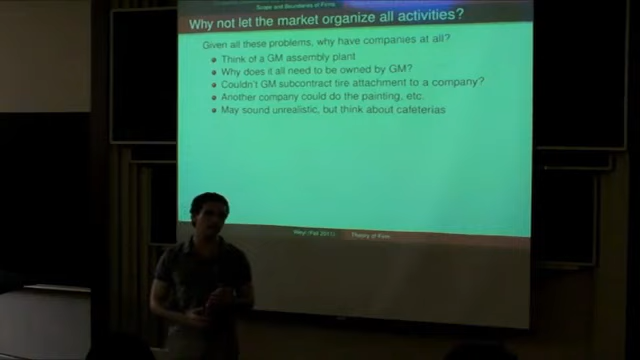 Scope and Boundaries of Firms
Why not let the market organize all activities?
Given all these problems, why have companies at all?
Think of a GM assembly plant
Why does it all need to be owned by GM?
Couldn't GM subcontract tire attachment to a company?
Another company could do the painting, etc.
May sound unrealistic, but think about cafeterias
Weyl (Fall 2011) Theory of Firm